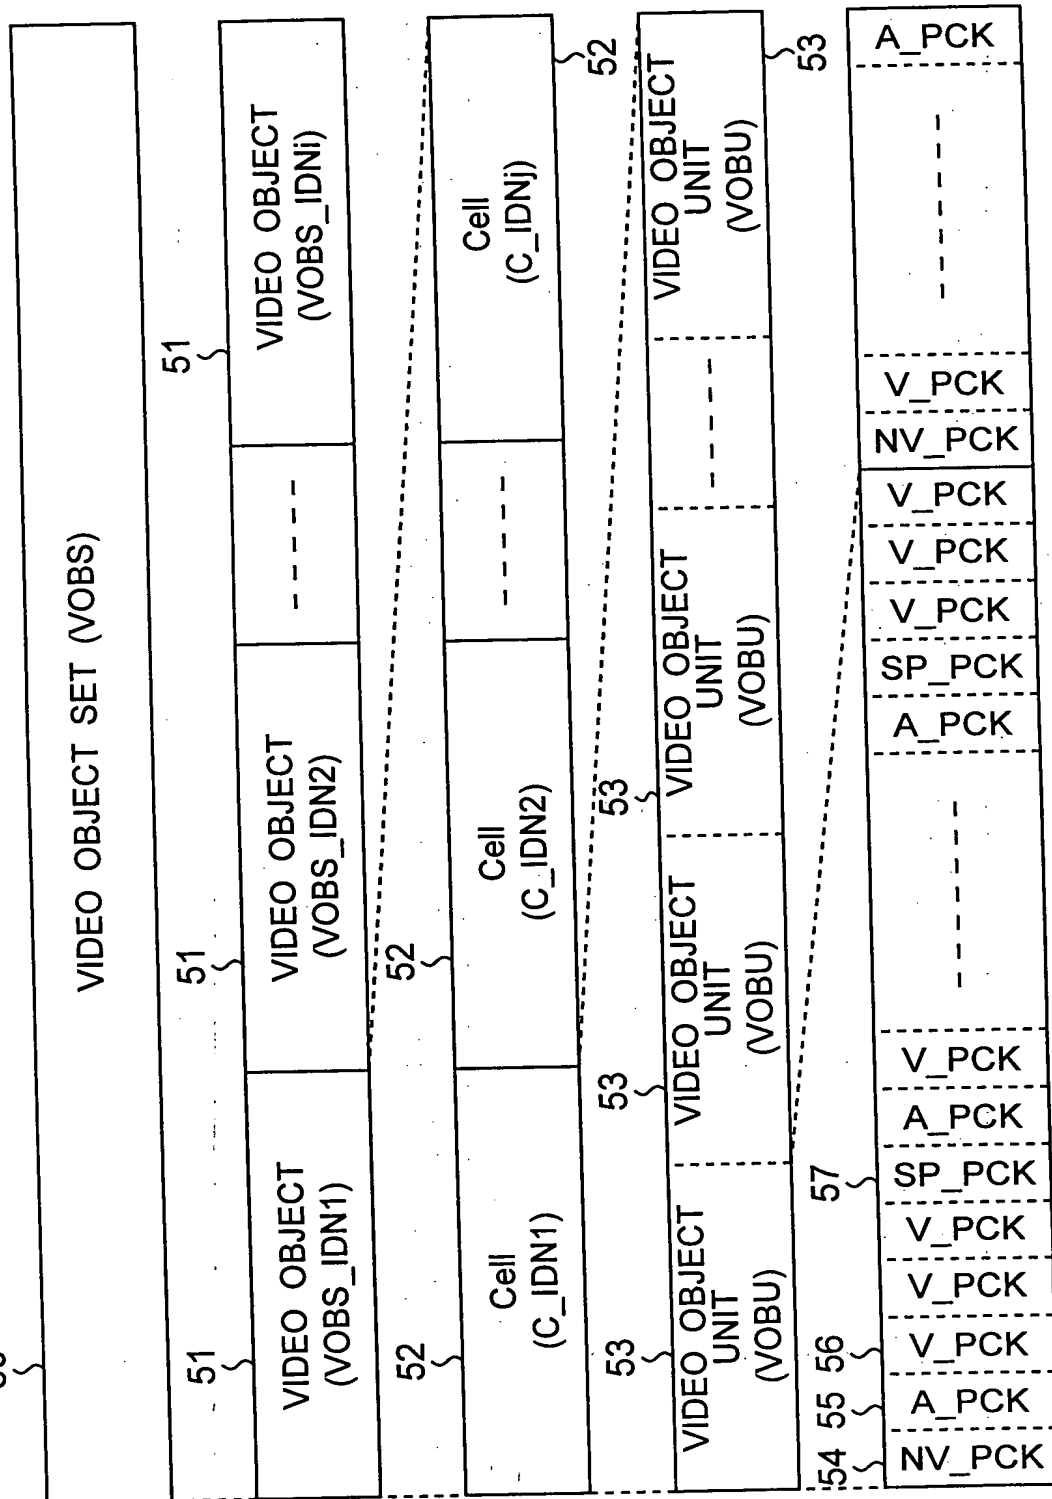 VIDEO OBJECT SET (VOBS)
51
VIDEO OBJECT
(VOBS_IDN1)
51
VIDEO OBJECT
(VOBS_IDN2)
51
VIDEO OBJECT
(VOBS_IDNi)
52
Cell
(C_IDN1)
52
Cell
(C_IDN2)
52
Cell
(C_IDNj)
53
VIDEO OBJECT
UNIT
(VOBU)
53
VIDEO OBJECT
UNIT
(VOBU)
53
VIDEO OBJECT
UNIT
(VOBU)
53
VIDEO OBJECT
UNIT
(VOBU)
54
NV_PCK
55
A_PCK
56
V_PCK
V_PCK
V_PCK
57
SP_PCK
A_PCK
V_PCK
A_PCK
SP_PCK
V_PCK
V_PCK
V_PCK
NV_PCK
V_PCK
A_PCK